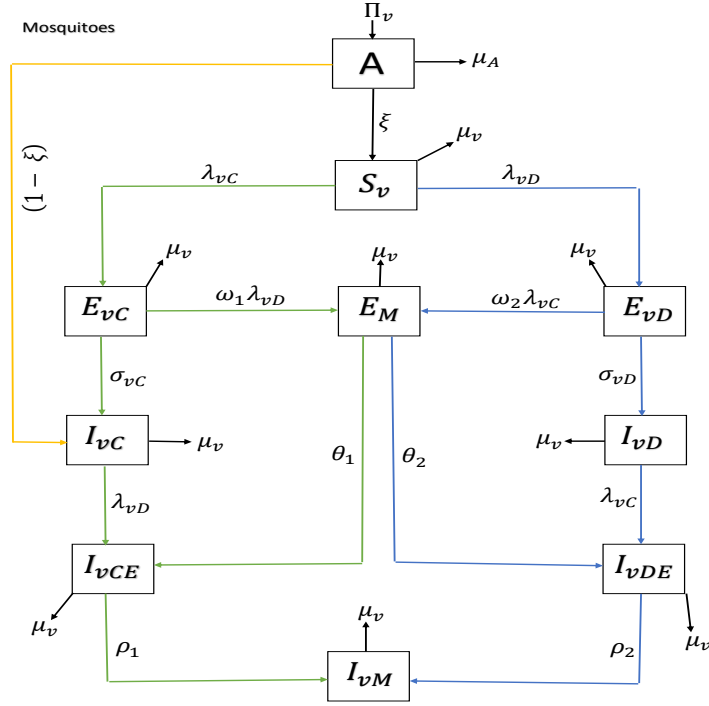 Π_v
Mosquitoes
A
μ_A
ξ
μ_v
(1 − ξ)
λ_vC
S_v
λ_vD
μ_v
μ_v
μ_v
E_vC
ω_1 λ_vD
E_M
ω_2 λ_vC
E_vD
σ_vC
σ_vD
I_vC
μ_v
θ_1
θ_2
μ_v
I_vD
λ_vD
λ_vC
I_vCE
I_vDE
μ_v
μ_v
ρ_1
ρ_2
μ_v
I_vM